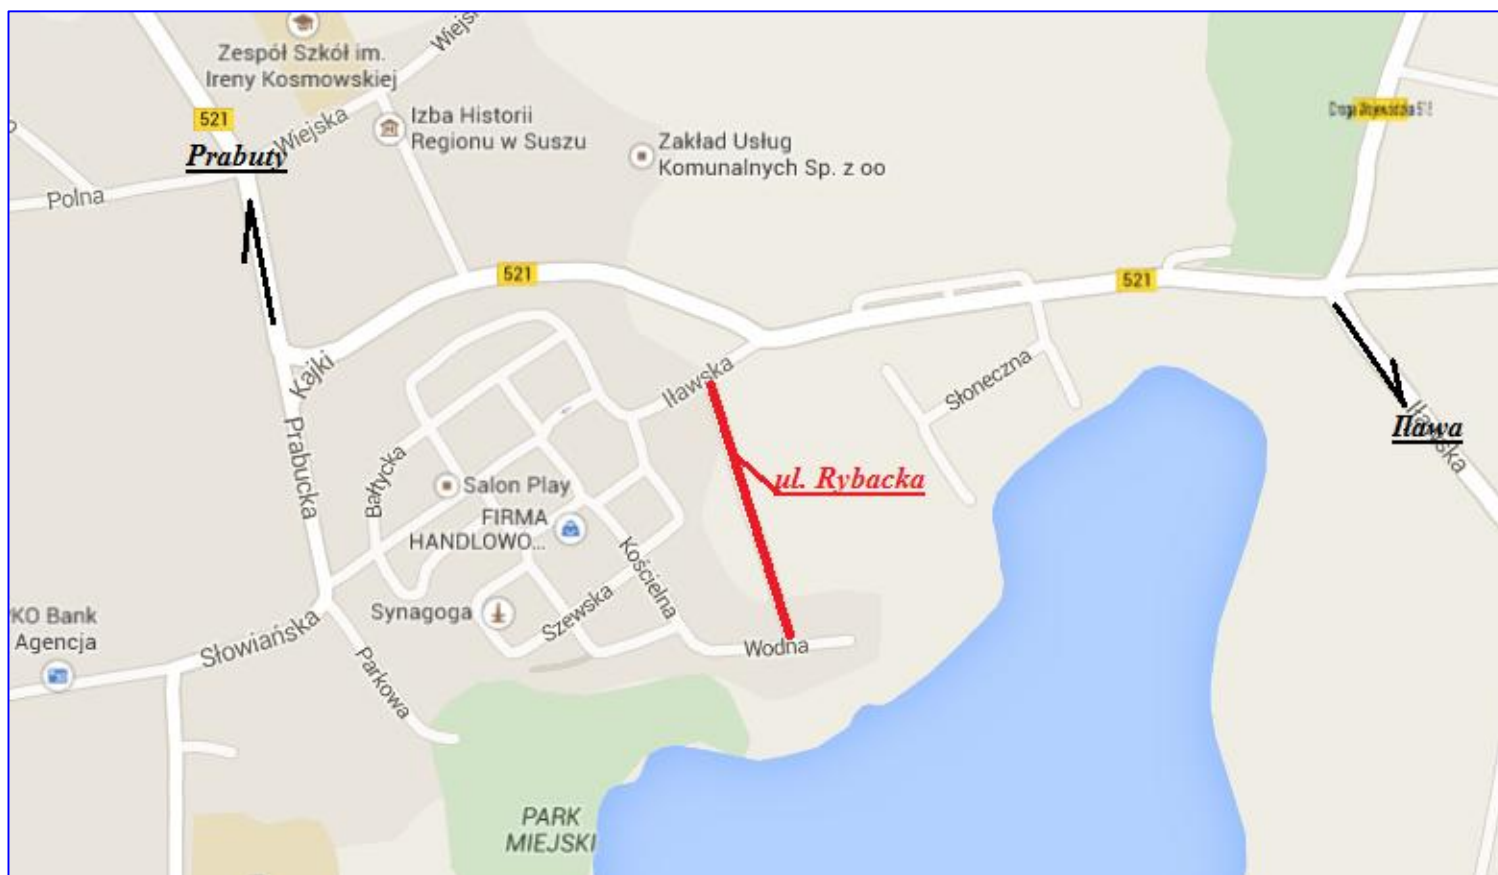 Zespół Szkół im.
Ireny Kosmowskiej
Wiejska
521
Izba Historii
Regionu w Suszu
Zakład Usług
Komunalnych Sp. z oo
Prabuty
Polna
521
521
Kajki
Iławska
Słoneczna
Iławska
Iława
Prabucka
Bałtycka
Salon Play
ul. Rybacka
FIRMA
HANDLOWO...
Kościelna
Synagoga
Szewska
KO Bank
Agencja
Słowiańska
Parkowa
Wodna
PARK
MIEJSKI